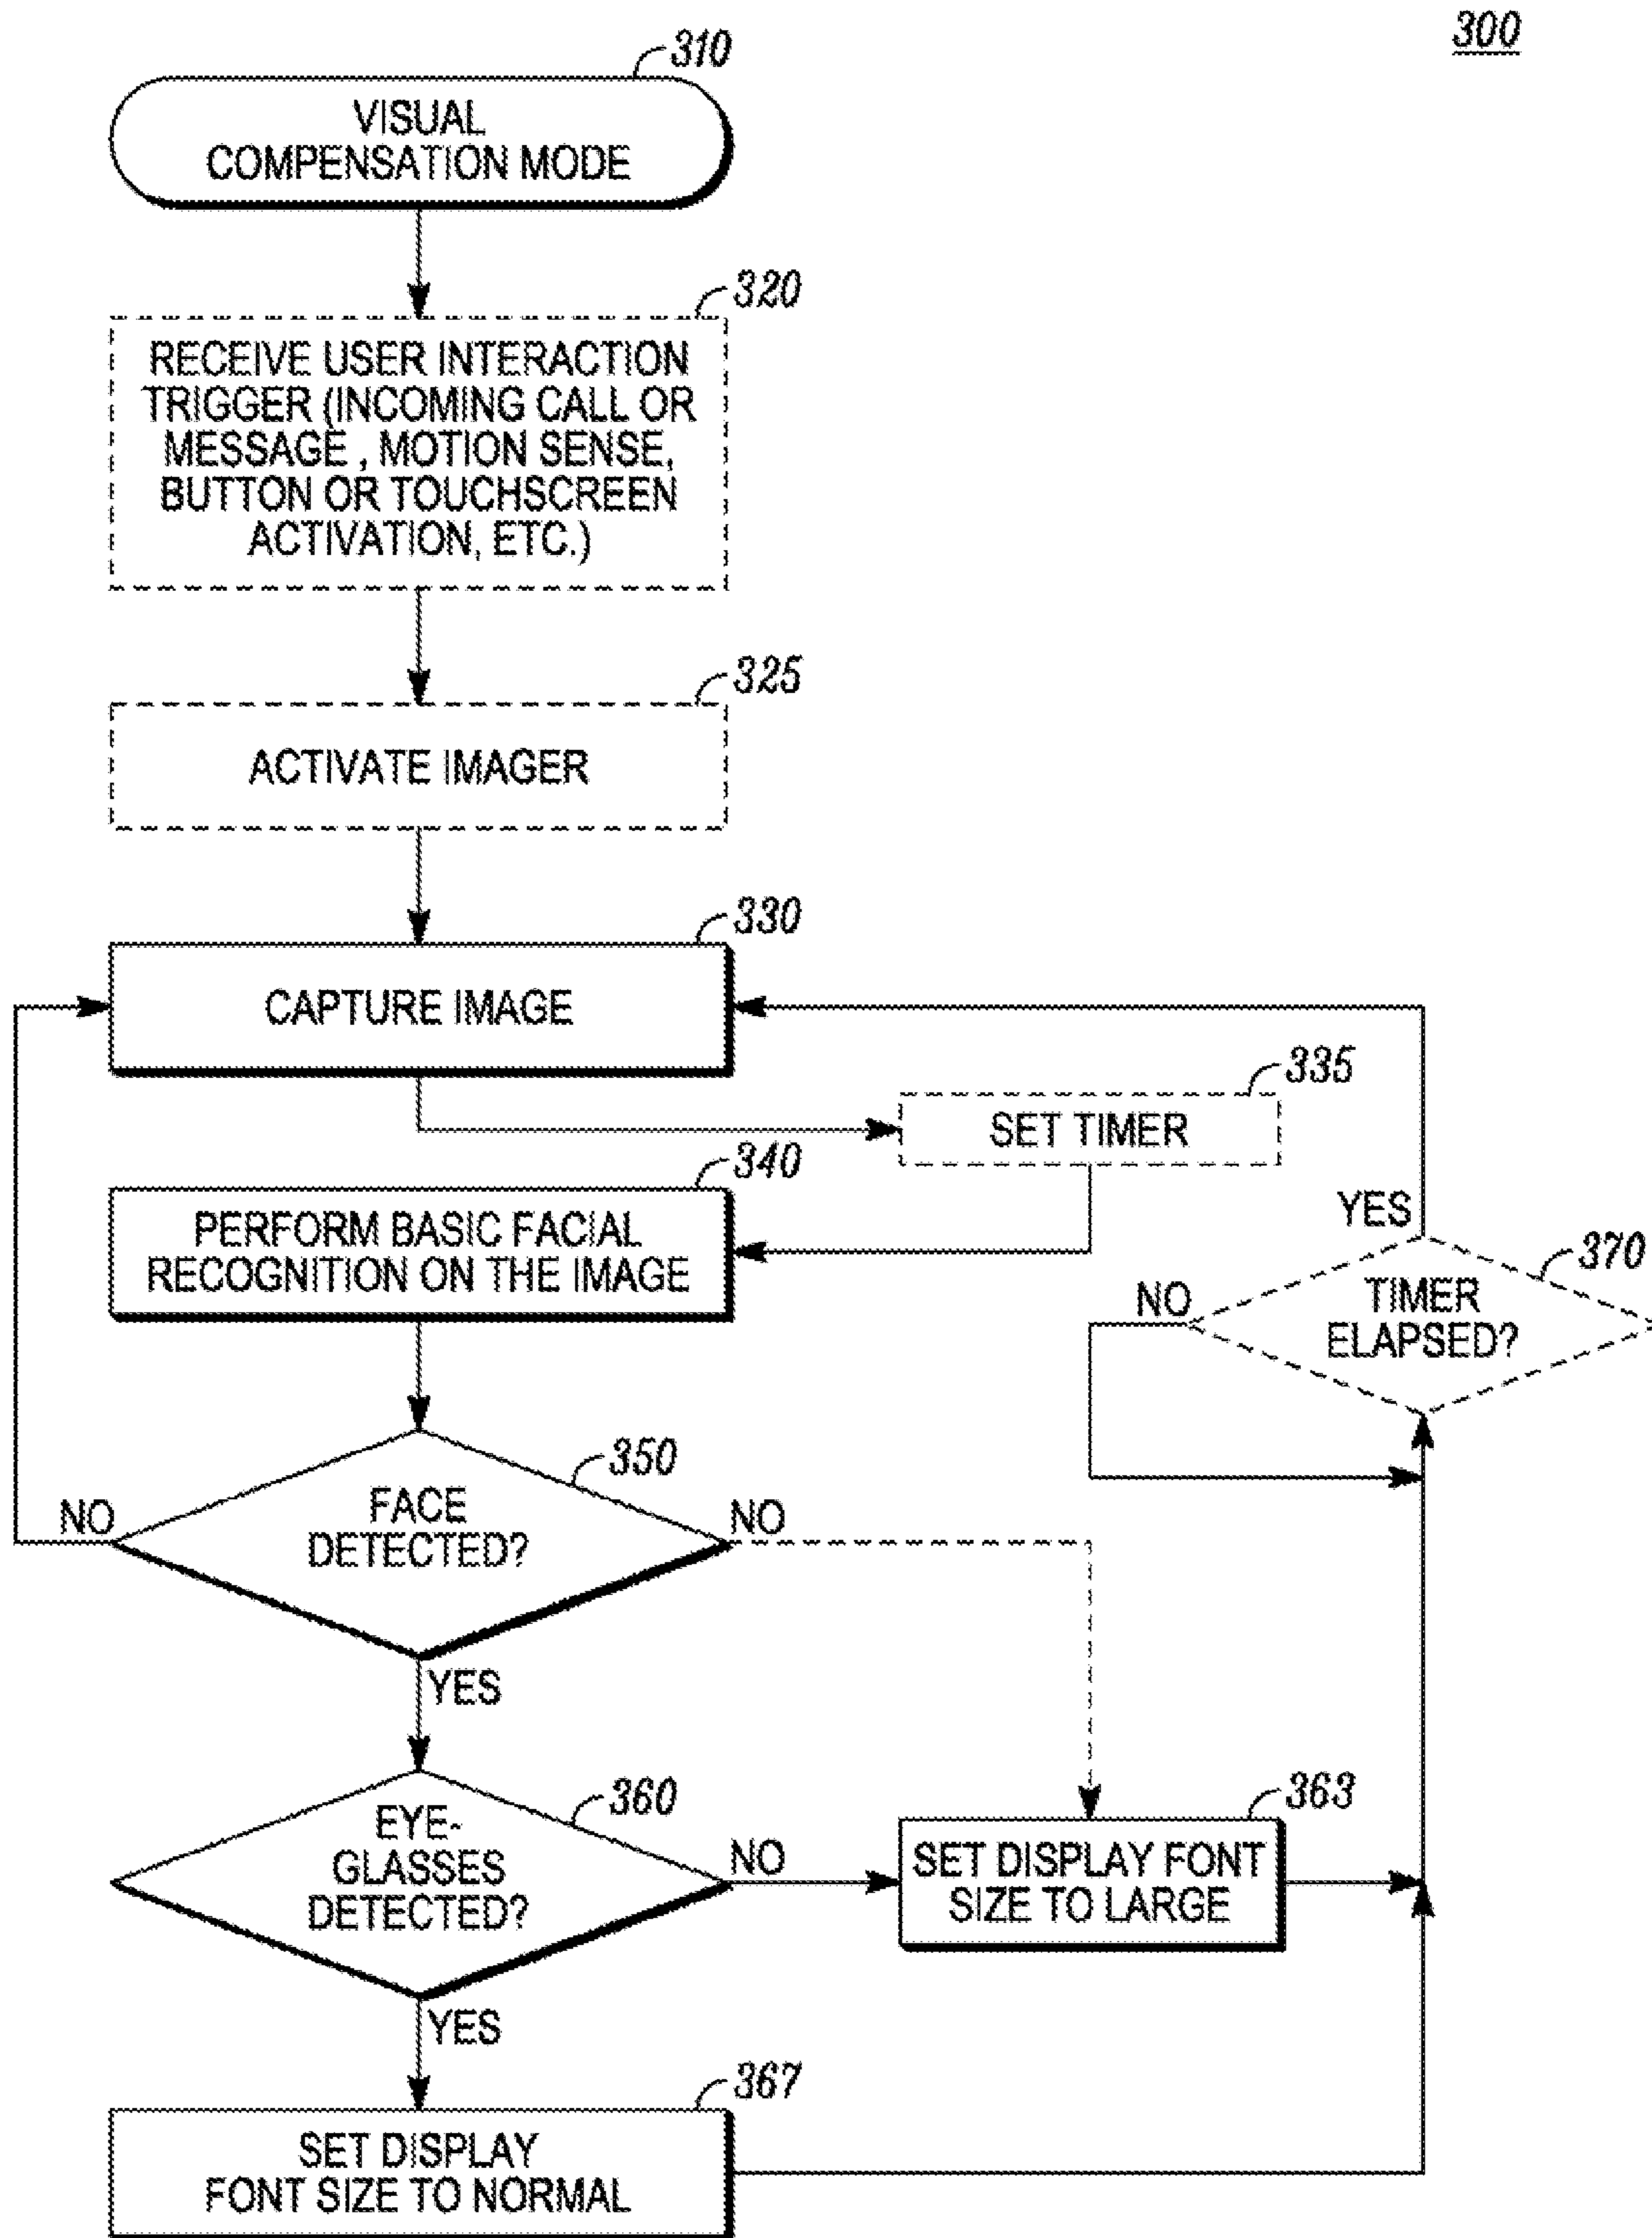 300
310
VISUAL
COMPENSATION MODE
320
RECEIVE USER INTERACTION
TRIGGER (INCOMING CALL OR
MESSAGE , MOTION SENSE,
BUTTON OR TOUCHSCREEN
ACTIVATION, ETC.)
325
ACTIVATE IMAGER
330
CAPTURE IMAGE
335
SET TIMER
340
PERFORM BASIC FACIAL
RECOGNITION ON THE IMAGE
YES
370
NO
TIMER
ELAPSED?
350
NO
FACE
DETECTED?
NO
YES
360
EYE-
GLASSES
DETECTED?
NO
363
SET DISPLAY FONT
SIZE TO LARGE
YES
367
SET DISPLAY
FONT SIZE TO NORMAL